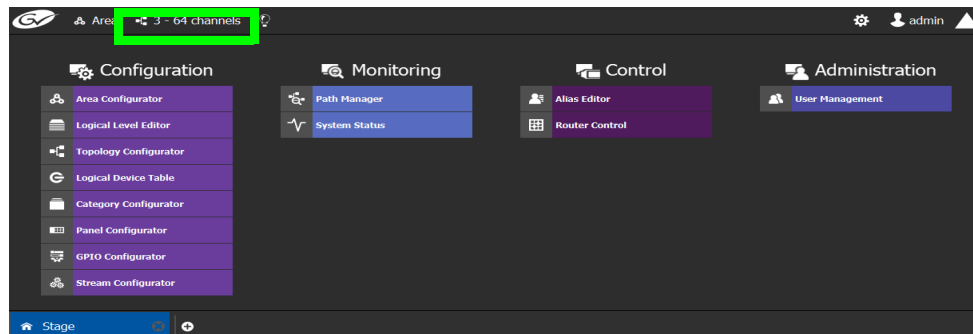 GV Area 3 - 64 channels admin
Configuration
Area Configurator
Logical Level Editor
Topology Configurator
Logical Device Table
Category Configurator
Panel Configurator
GPIO Configurator
Stream Configurator
Monitoring
Path Manager
System Status
Control
Alias Editor
Router Control
Administration
User Management
Stage